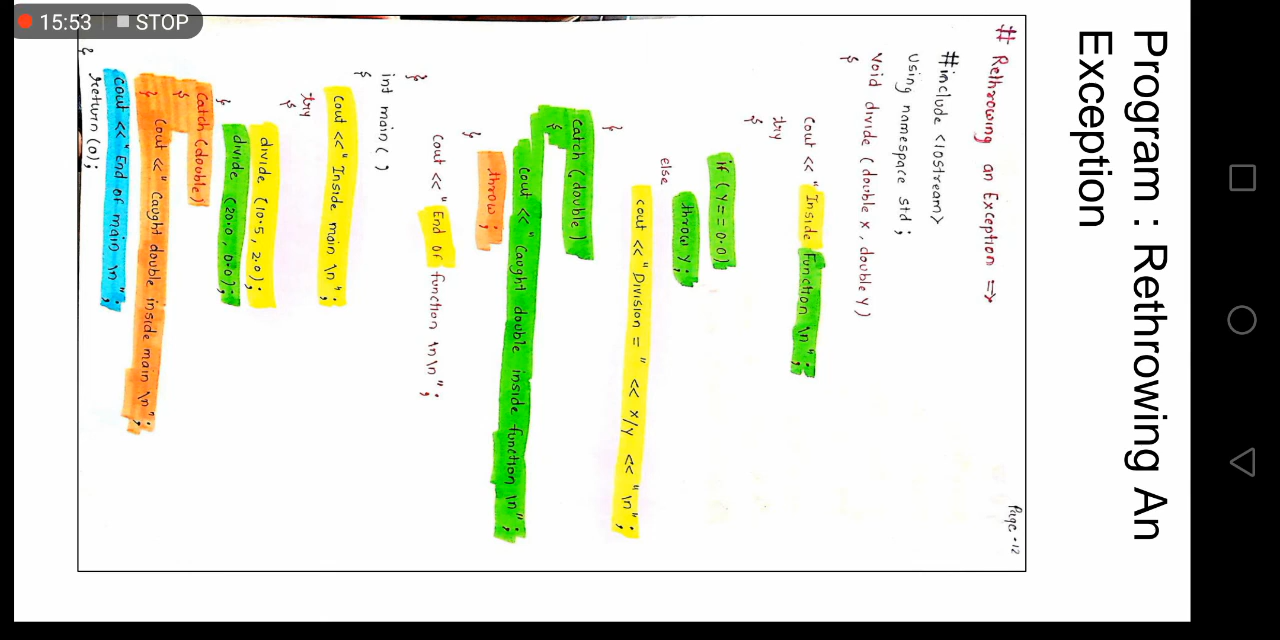 15:53 STOP
Program : Rethrowing An
Exception
Page-12
# Rethrowing an Exception =>
#include <iostream>
using namespace std ;
void divide ( double x , double y )
{
cout << " Inside Function \n" ;
try
{
if ( y == 0.0 )
throw y ;
else
cout << " Division = " << x/y << "\n" ;
}
catch ( double )
{
cout << " Caught double inside function \n" ;
throw ;
}
cout << " End of function \n\n" ;
}
int main ( )
{
cout << " Inside main \n" ;
try
{
divide ( 10.5 , 2.0 ) ;
divide ( 20.0 , 0.0 ) ;
}
catch ( double )
{
cout << " Caught double inside main \n" ;
}
cout << " End of main \n" ;
return (0) ;
}